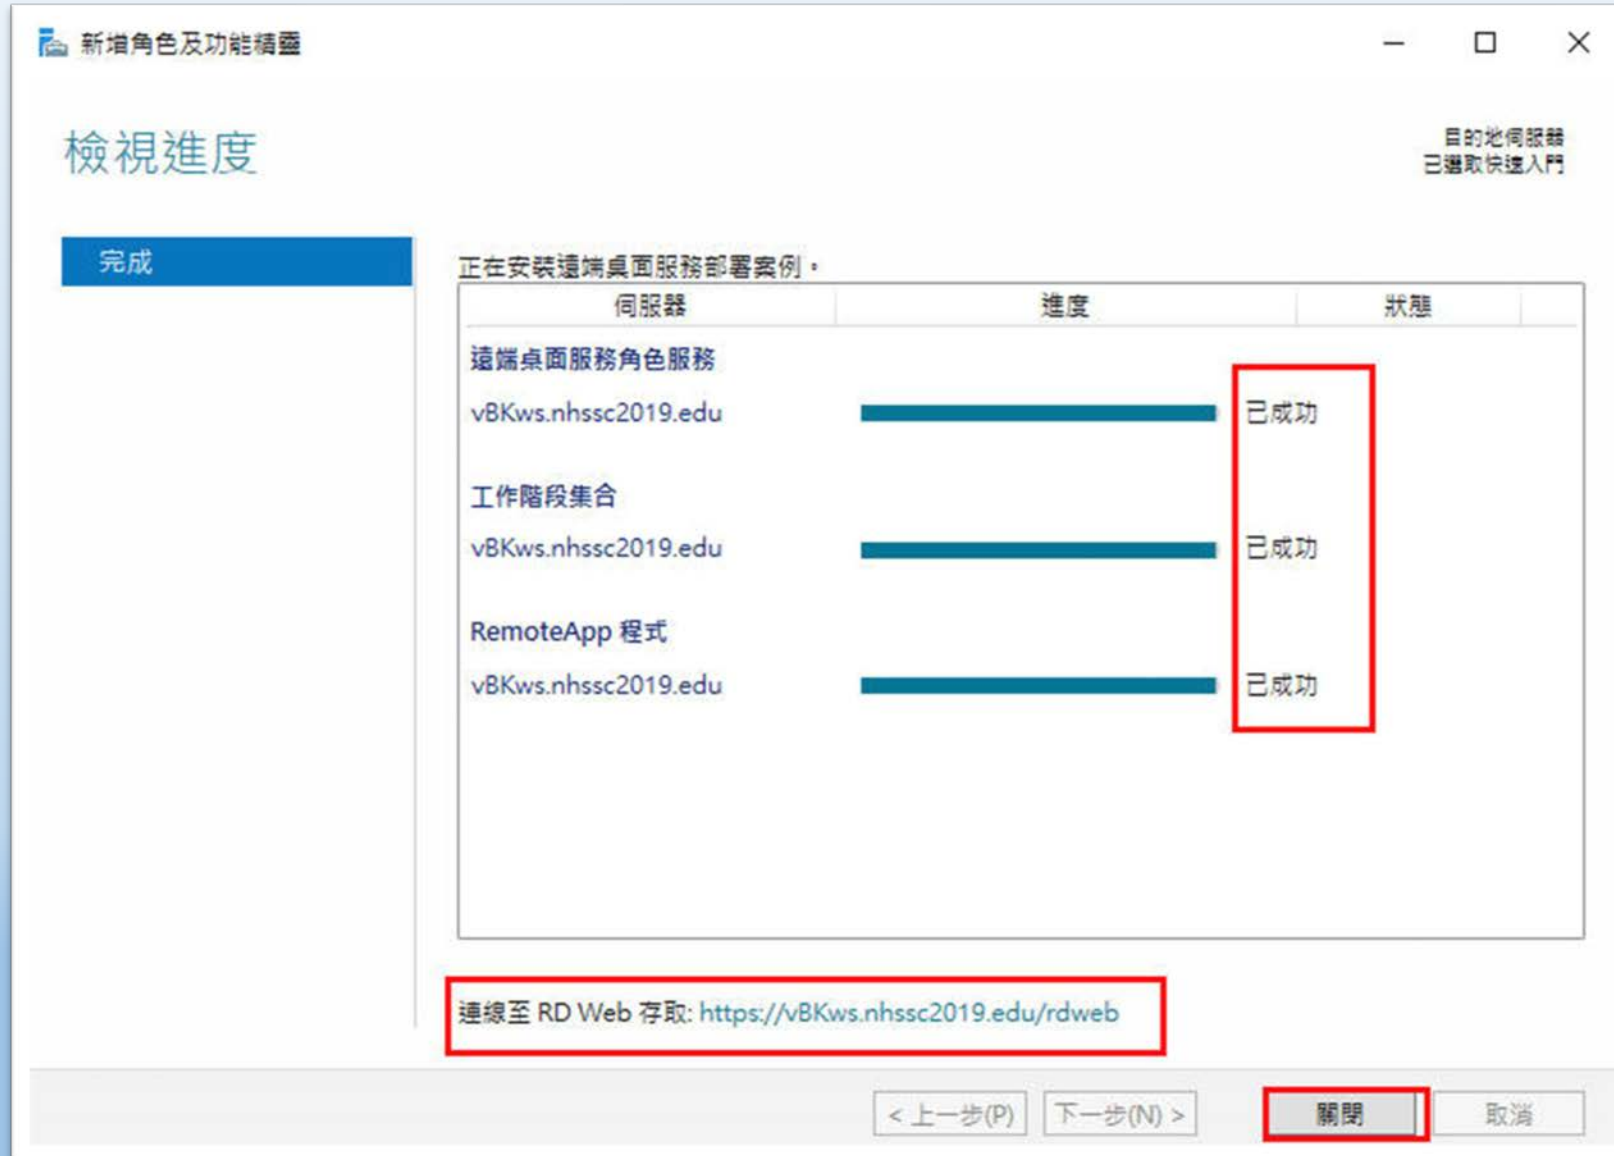 新增角色及功能精靈
檢視進度
目的地伺服器
已選取快速入門
完成
正在安裝遠端桌面服務部署案例。
伺服器 進度 狀態
遠端桌面服務角色服務
vBKws.nhssc2019.edu 已成功
工作階段集合
vBKws.nhssc2019.edu 已成功
RemoteApp 程式
vBKws.nhssc2019.edu 已成功
連線至 RD Web 存取: https://vBKws.nhssc2019.edu/rdweb
< 上一步(P) 下一步(N) > 關閉 取消